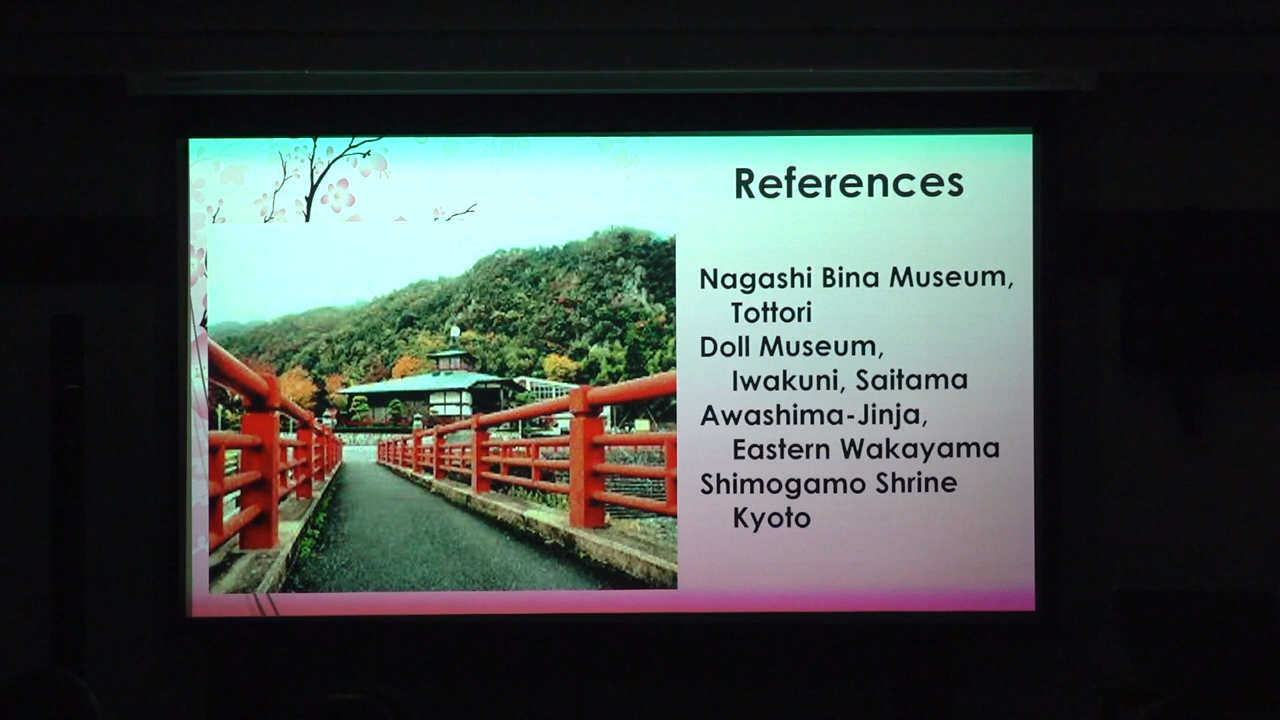 References
Nagashi Bina Museum,
Tottori
Doll Museum,
Iwakuni, Saitama
Awashima-Jinja,
Eastern Wakayama
Shimogamo Shrine
Kyoto